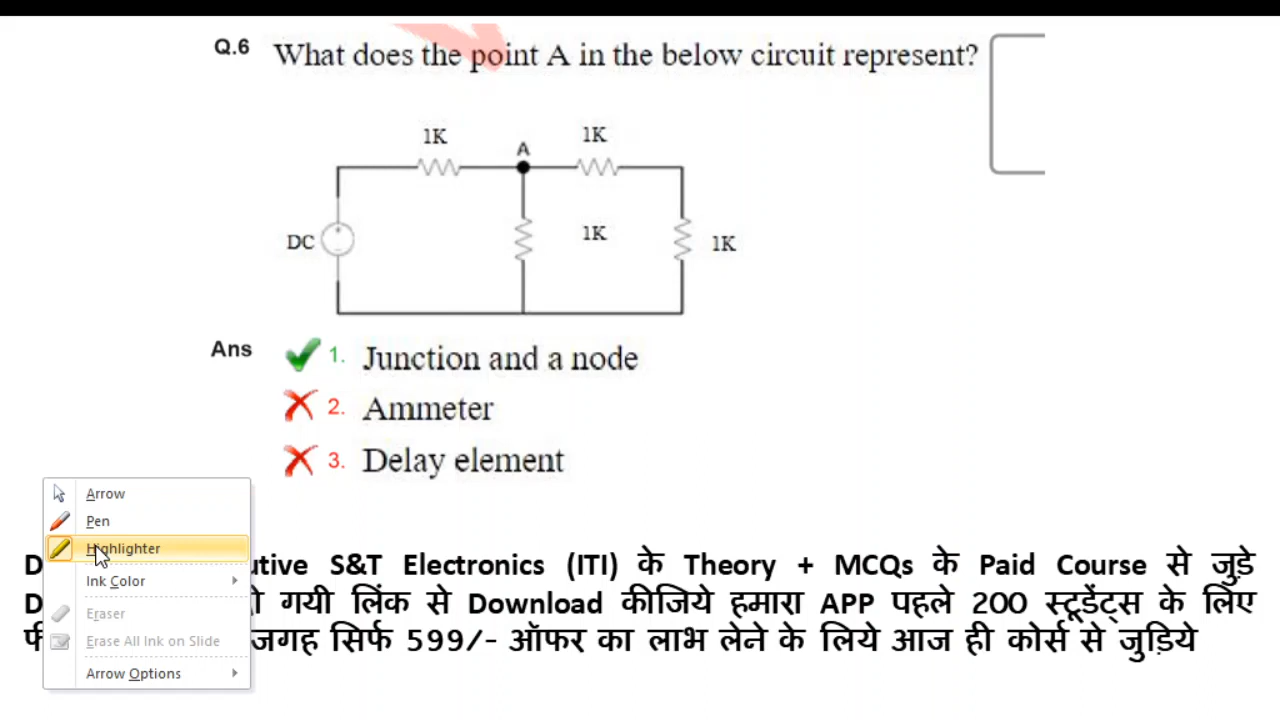 Q.6 What does the point A in the below circuit represent?
1K
1K
A
DC
1K
1K
Ans 1. Junction and a node
2. Ammeter
3. Delay element
Arrow
Pen
Highlighter
Ink Color
Eraser
Erase All Ink on Slide
Arrow Options
S&T Electronics (ITI) के Theory + MCQs के Paid Course से जुड़े
गयी लिंक से Download कीजिये हमारा APP पहले 200 स्टूडेंट्स के लिए
जगह सिर्फ 599/- ऑफर का लाभ लेने के लिये आज ही कोर्स से जुड़िये